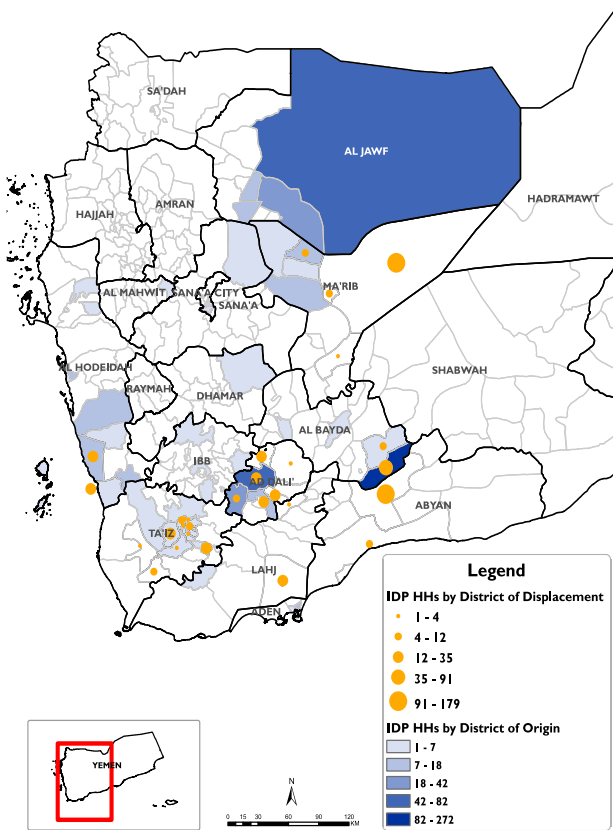 SA'DAH
AL JAWF
HADRAMAWT
HAJJAH
AMRAN
MA'RIB
AL MAHWIT
SANA'A CITY
SANA'A
SHABWAH
AL HODEIDAH
RAYMAH
DHAMAR
AL BAYDA
IBB
AD DALI'
ABYAN
TA'IZ
LAHJ
ADEN
Legend
IDP HHs by District of Displacement
1 - 4
4 - 12
12 - 35
35 - 91
91 - 179
IDP HHs by District of Origin
1 - 7
7 - 18
18 - 42
42 - 82
82 - 272
YEMEN
N
0 15 30 60 90 120
KM